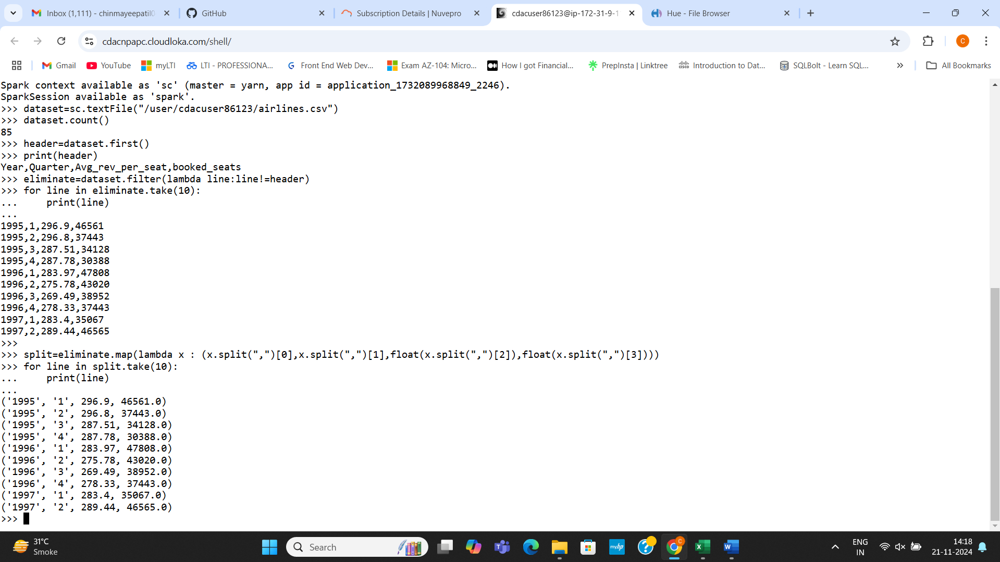 Inbox (1,111) - chinmayeepatil0
GitHub
Subscription Details | Nuvepro
cdacuser86123@ip-172-31-9-1
Hue - File Browser
cdacnpapc.cloudloka.com/shell/
C
Gmail
YouTube
myLTI
LTI - PROFESSIONA...
Front End Web Dev...
Exam AZ-104: Micro...
How I got Financial...
PrepInsta | Linktree
Introduction to Dat...
SQLBolt - Learn SQL...
All Bookmarks
Spark context available as 'sc' (master = yarn, app id = application_1732089968849_2246).
SparkSession available as 'spark'.
>>> dataset=sc.textFile("/user/cdacuser86123/airlines.csv")
>>> dataset.count()
85
>>> header=dataset.first()
>>> print(header)
Year,Quarter,Avg_rev_per_seat,booked_seats
>>> eliminate=dataset.filter(lambda line:line!=header)
>>> for line in eliminate.take(10):
...     print(line)
...
1995,1,296.9,46561
1995,2,296.8,37443
1995,3,287.51,34128
1995,4,287.78,30388
1996,1,283.97,47808
1996,2,275.78,43020
1996,3,269.49,38952
1996,4,278.33,37443
1997,1,283.4,35067
1997,2,289.44,46565
>>>
>>> split=eliminate.map(lambda x : (x.split(",")[0],x.split(",")[1],float(x.split(",")[2]),float(x.split(",")[3])))
>>> for line in split.take(10):
...     print(line)
...
('1995', '1', 296.9, 46561.0)
('1995', '2', 296.8, 37443.0)
('1995', '3', 287.51, 34128.0)
('1995', '4', 287.78, 30388.0)
('1996', '1', 283.97, 47808.0)
('1996', '2', 275.78, 43020.0)
('1996', '3', 269.49, 38952.0)
('1996', '4', 278.33, 37443.0)
('1997', '1', 283.4, 35067.0)
('1997', '2', 289.44, 46565.0)
>>>
31°C
Smoke
Search
myhp
ENG
IN
14:18
21-11-2024